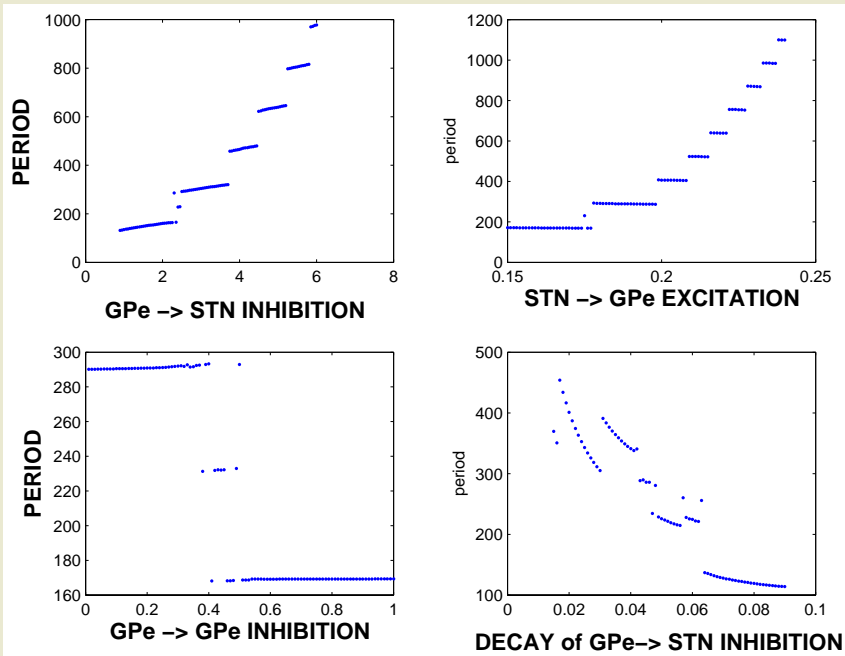 1000
800
600
400
200
0
0 2 4 6 8
PERIOD
GPe −> STN INHIBITION
1200
1000
800
600
400
200
0
0.15 0.2 0.25
period
STN −> GPe EXCITATION
300
280
260
240
220
200
180
160
0 0.2 0.4 0.6 0.8 1
PERIOD
GPe −> GPe INHIBITION
500
400
300
200
100
0 0.02 0.04 0.06 0.08 0.1
period
DECAY of GPe−> STN INHIBITION